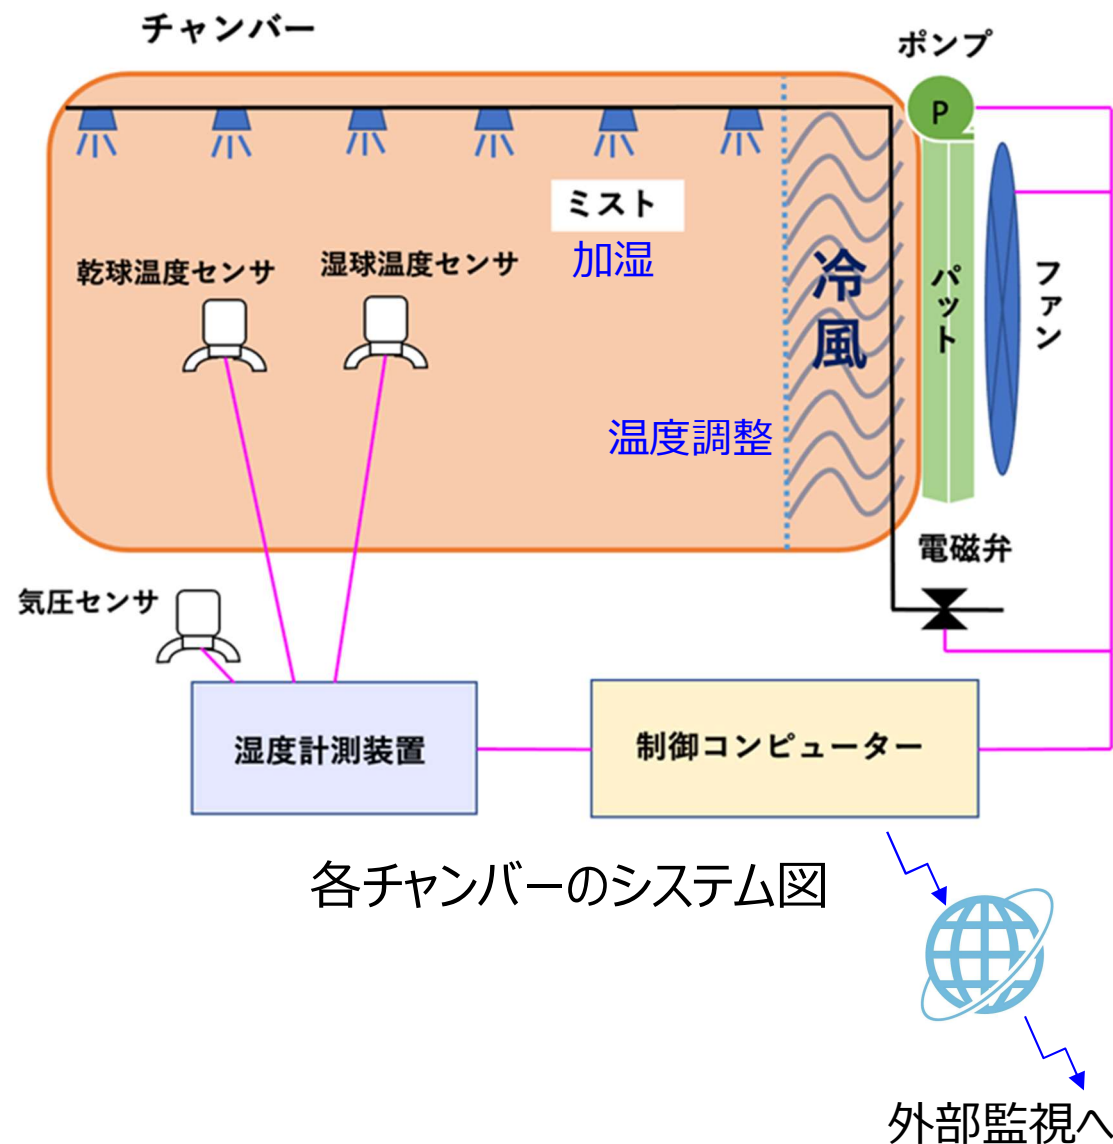 チャンバー
ポンプ
P
ミスト
加湿
乾球温度センサ
湿球温度センサ
冷風
パット
ファン
温度調整
電磁弁
気圧センサ
湿度計測装置
制御コンピューター
各チャンバーのシステム図
外部監視へ